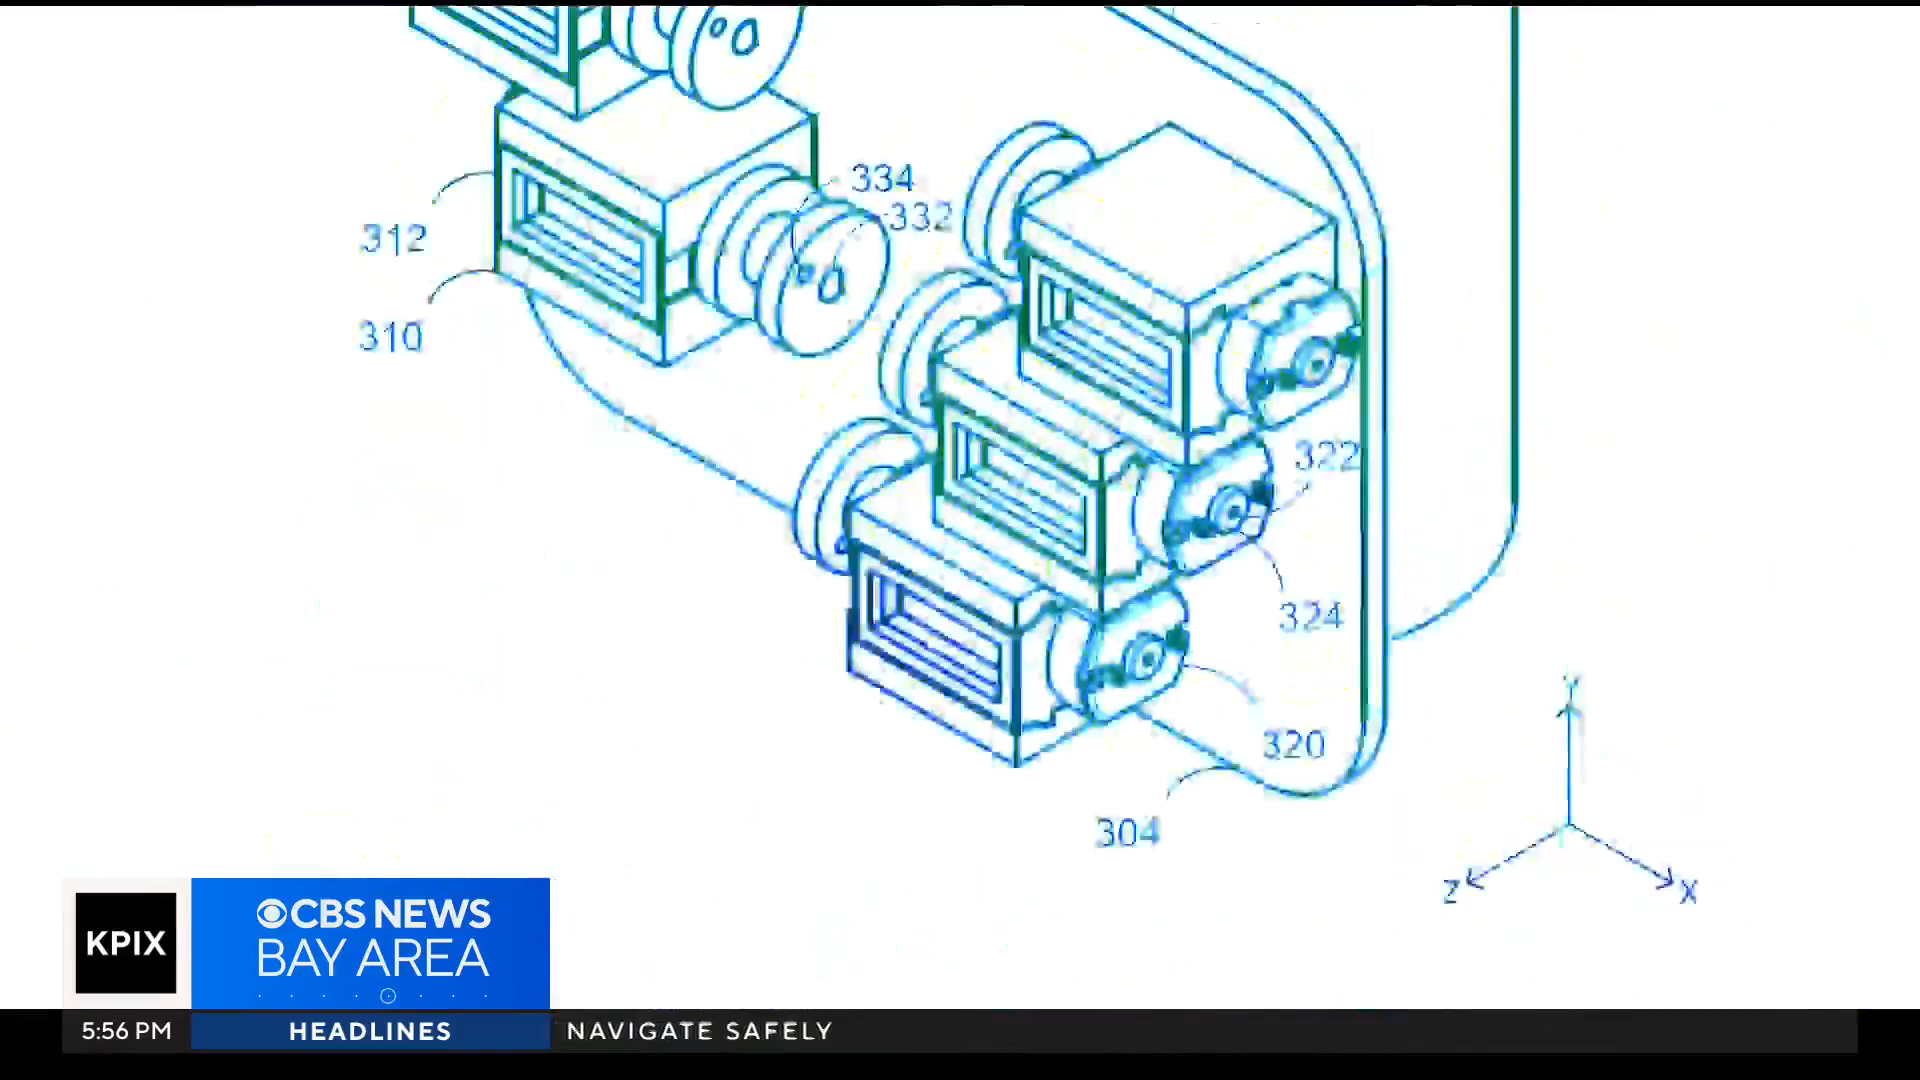 334
332
312
310
322
324
320
304
Y
Z
X
KPIX
CBS NEWS
BAY AREA
5:56 PM
HEADLINES
NAVIGATE SAFELY